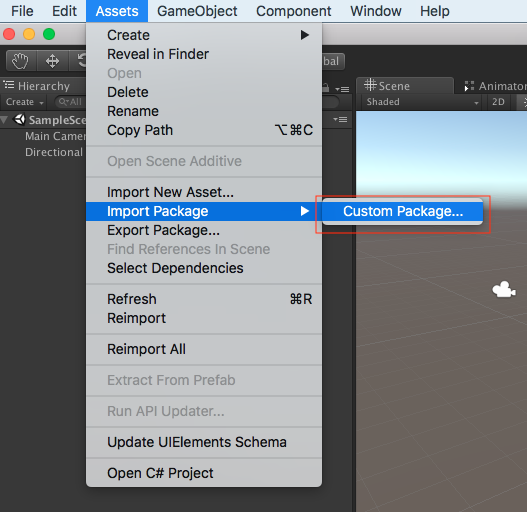 File Edit Assets GameObject Component Window Help
Create
Reveal in Finder
Open
Delete
Rename
Copy Path ⌥⌘C
Open Scene Additive
Import New Asset...
Import Package
Custom Package...
Export Package...
Find References In Scene
Select Dependencies
Refresh ⌘R
Reimport
Reimport All
Extract From Prefab
Run API Updater...
Update UIElements Schema
Open C# Project
Hierarchy
Create All
SampleSce
Main Camer
Directional
bal
Scene Animator
Shaded 2D